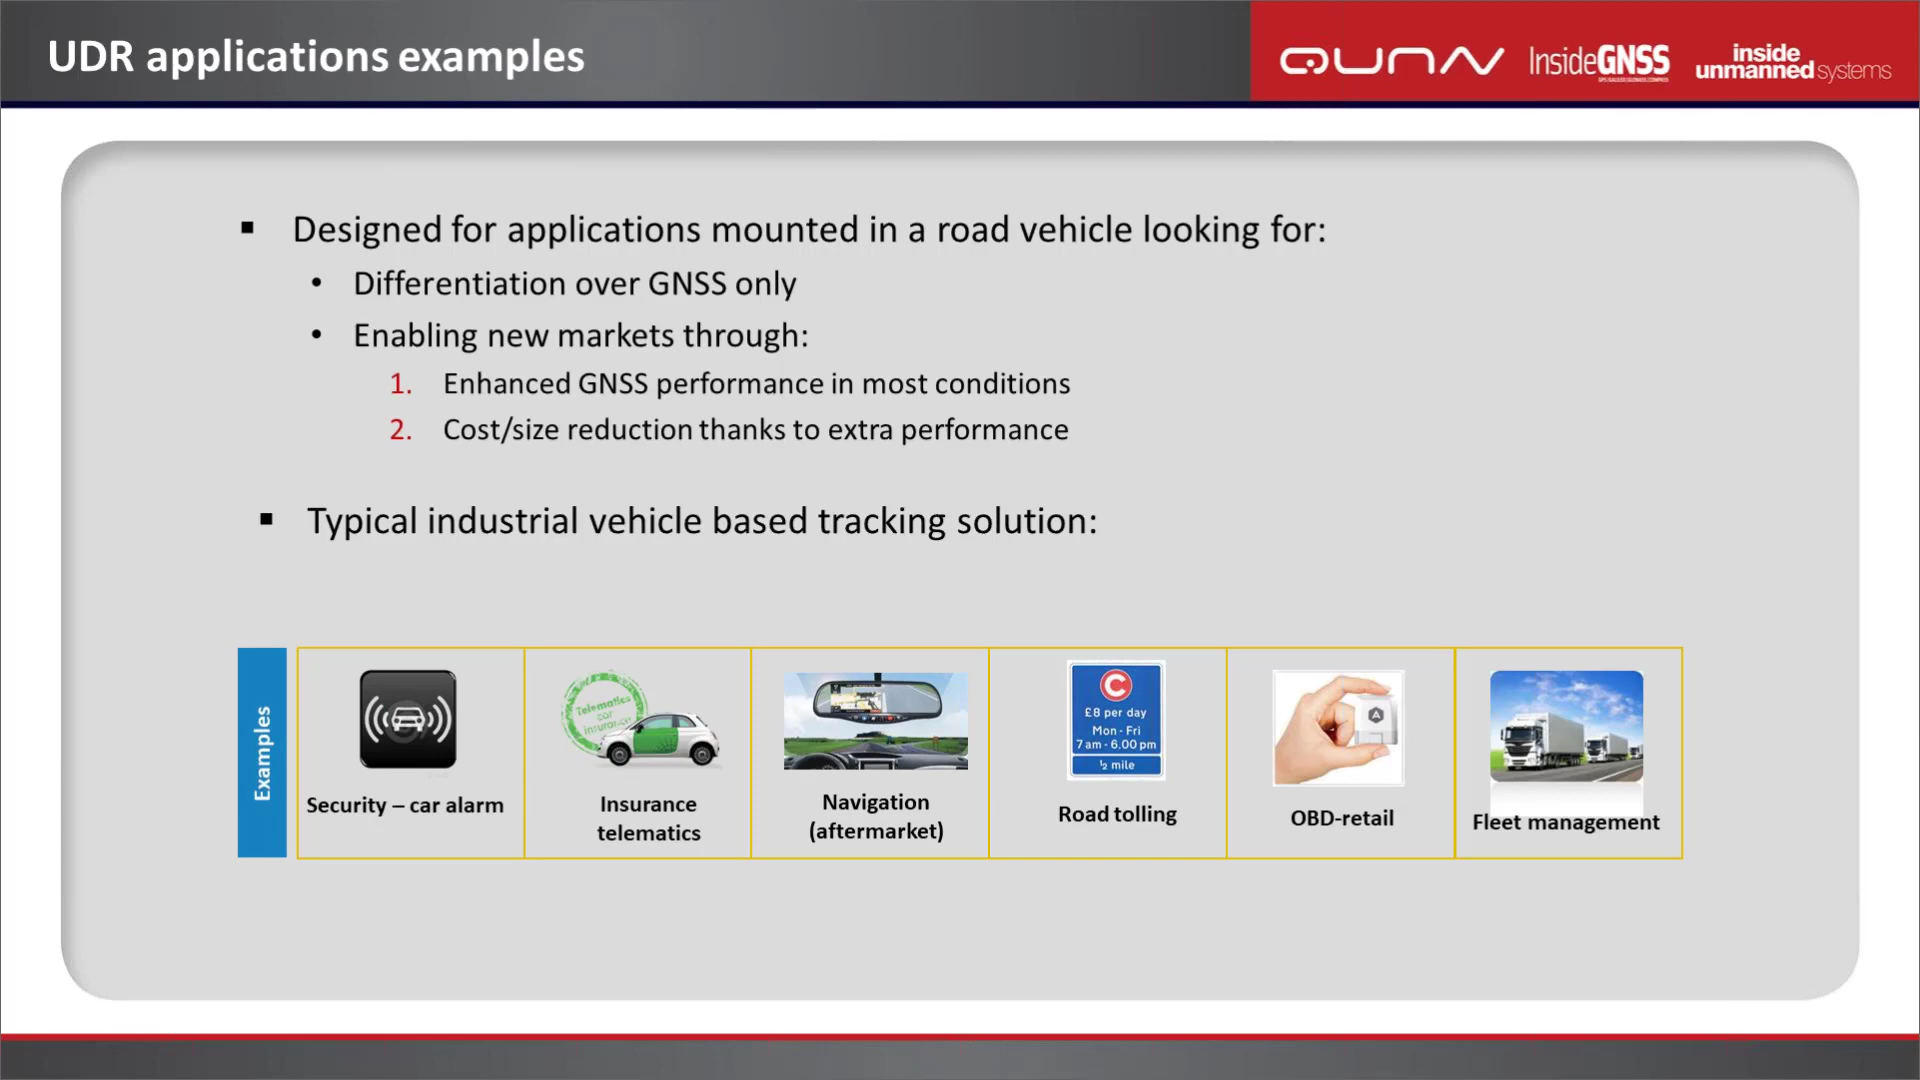 UDR applications examples
InsideGNSS
inside
unmanned systems
Designed for applications mounted in a road vehicle looking for:
Differentiation over GNSS only
Enabling new markets through:
1. Enhanced GNSS performance in most conditions
2. Cost/size reduction thanks to extra performance
Typical industrial vehicle based tracking solution:
Examples
Security – car alarm
Telematics
car
insurance
Insurance
telematics
Navigation
(aftermarket)
C
£8 per day
Mon - Fri
7 am - 6.00 pm
½ mile
Road tolling
A
OBD-retail
Fleet management